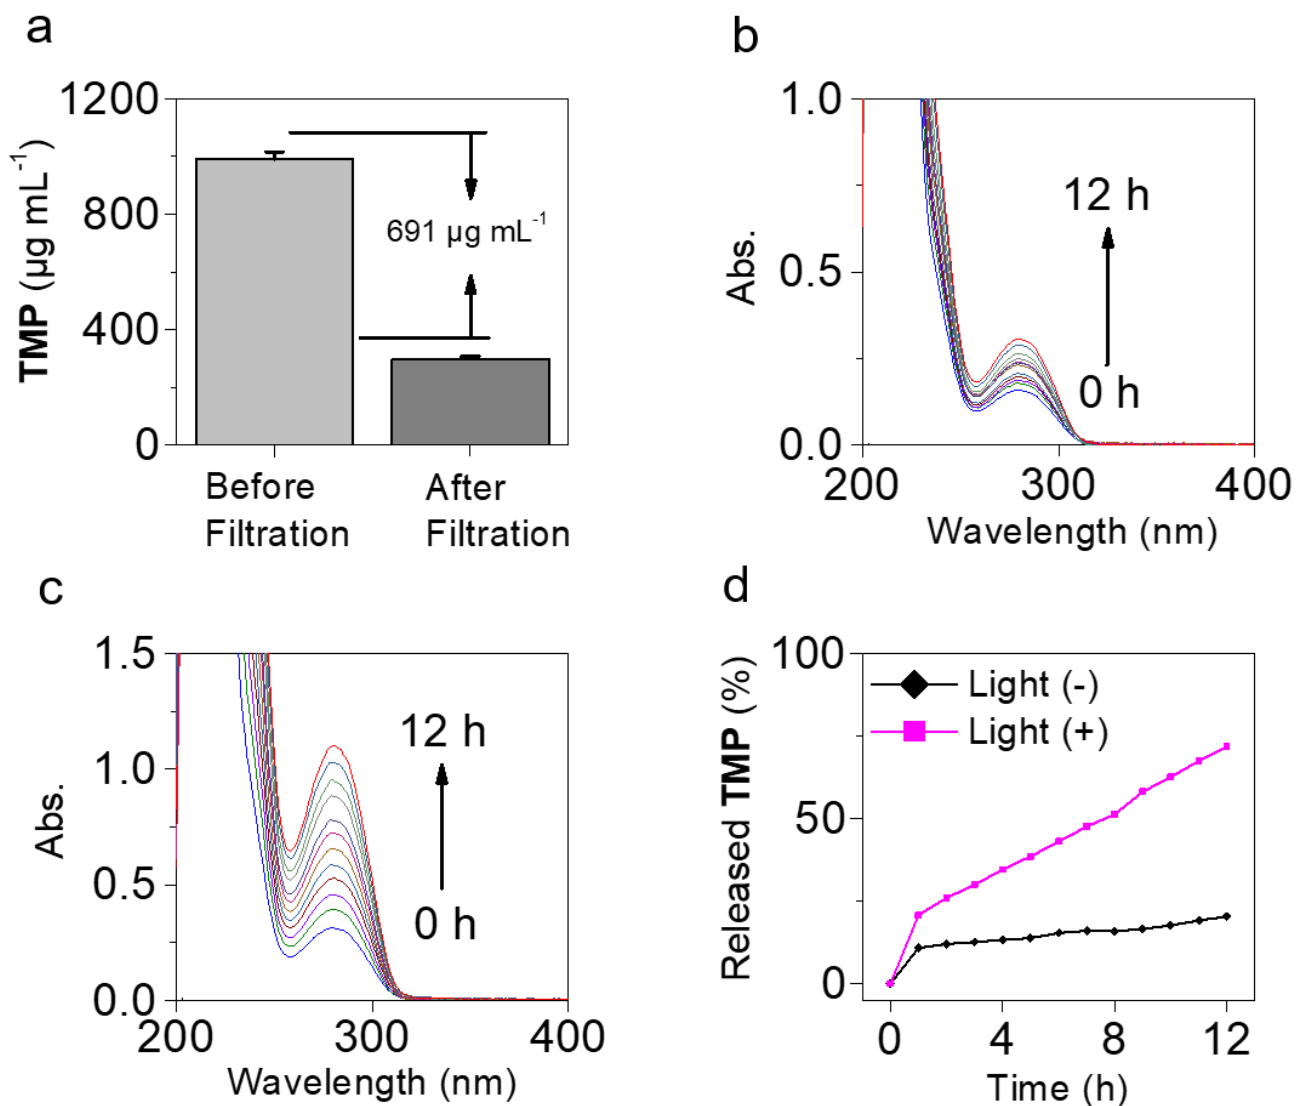 a
1200
800
400
0
TMP (µg mL⁻¹)
691 µg mL⁻¹
Before
Filtration
After
Filtration
b
1.0
0.5
0.0
Abs.
12 h
0 h
200
300
400
Wavelength (nm)
c
1.5
1.0
0.5
0.0
Abs.
12 h
0 h
200
300
400
Wavelength (nm)
d
100
50
0
Released TMP (%)
Light (-)
Light (+)
0
4
8
12
Time (h)